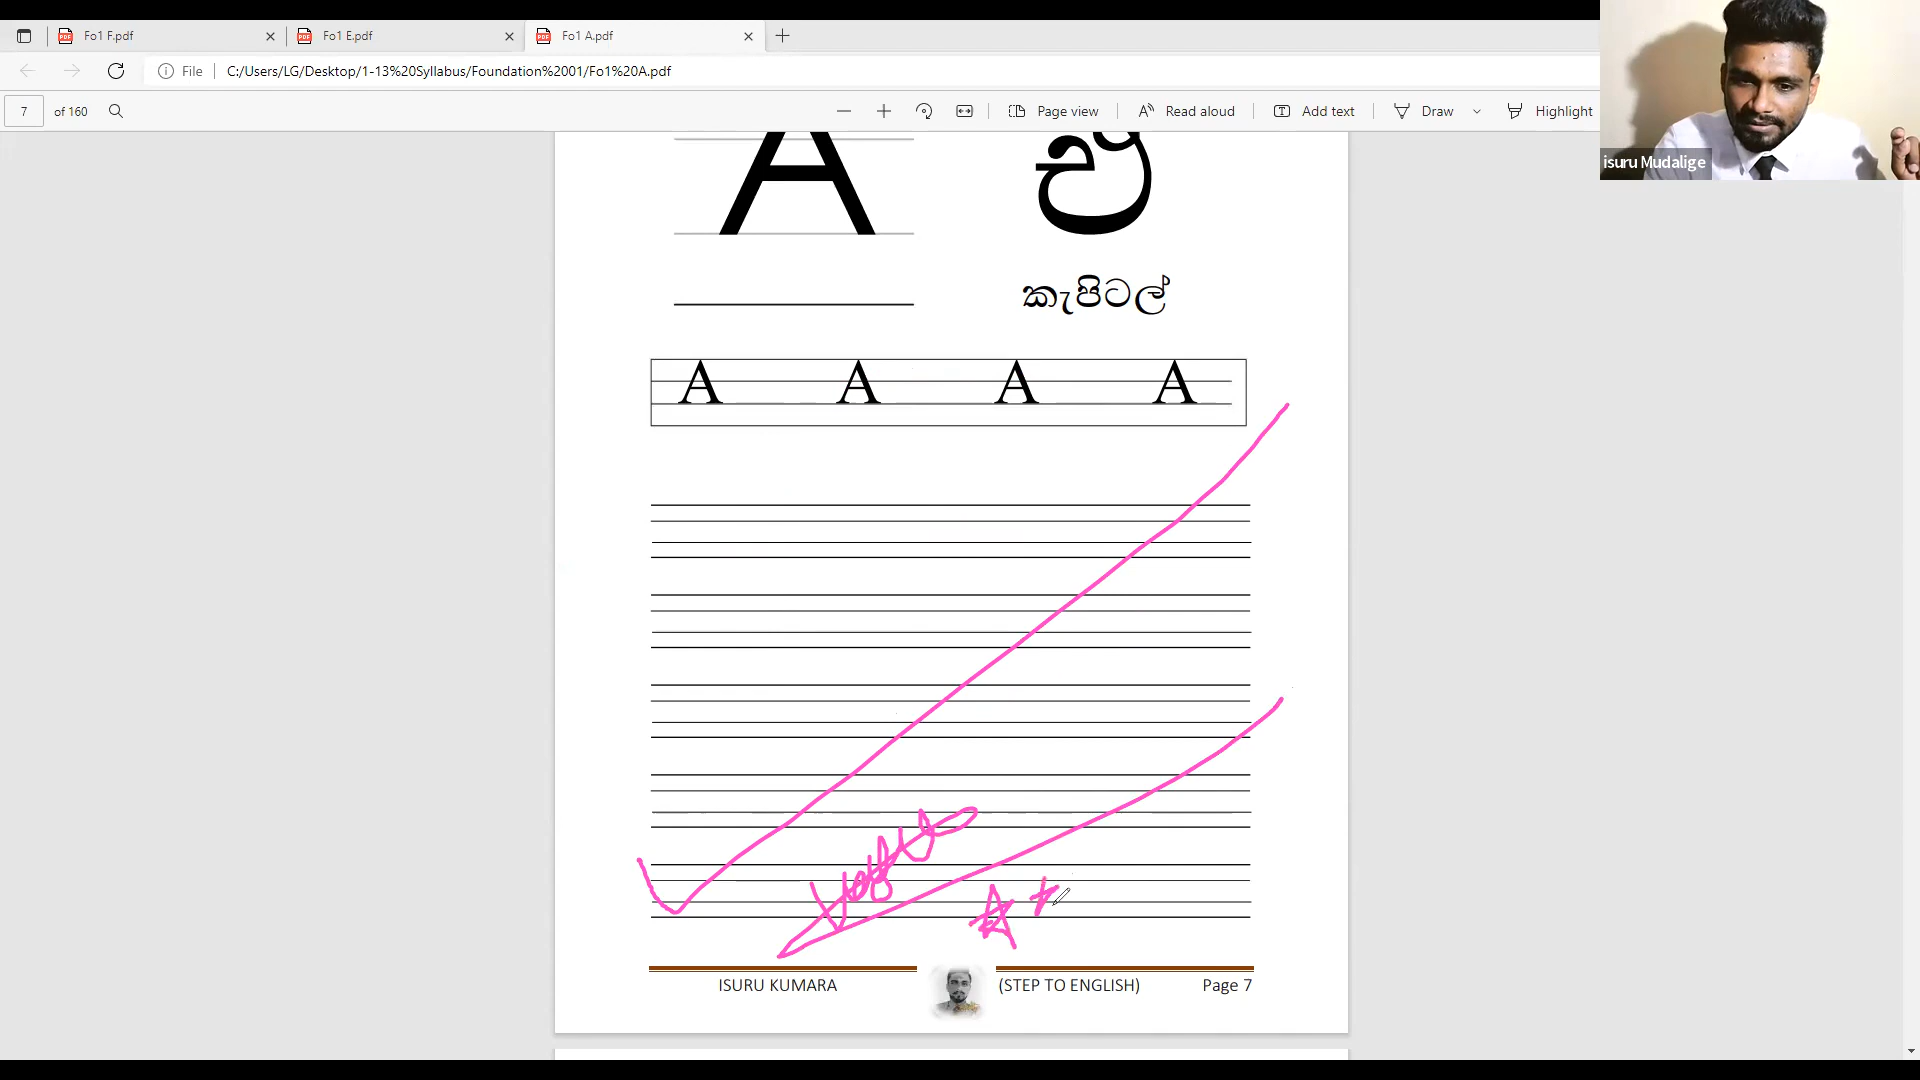 Fo1 F.pdf
Fo1 E.pdf
Fo1 A.pdf
File C:/Users/LG/Desktop/1-13%20Syllabus/Foundation%2001/Fo1%20A.pdf
7 of 160 Page view Read aloud Add text Draw Highlight
isuru Mudalige
A
කැපිටල්
A A A A
ISURU KUMARA (STEP TO ENGLISH) Page 7